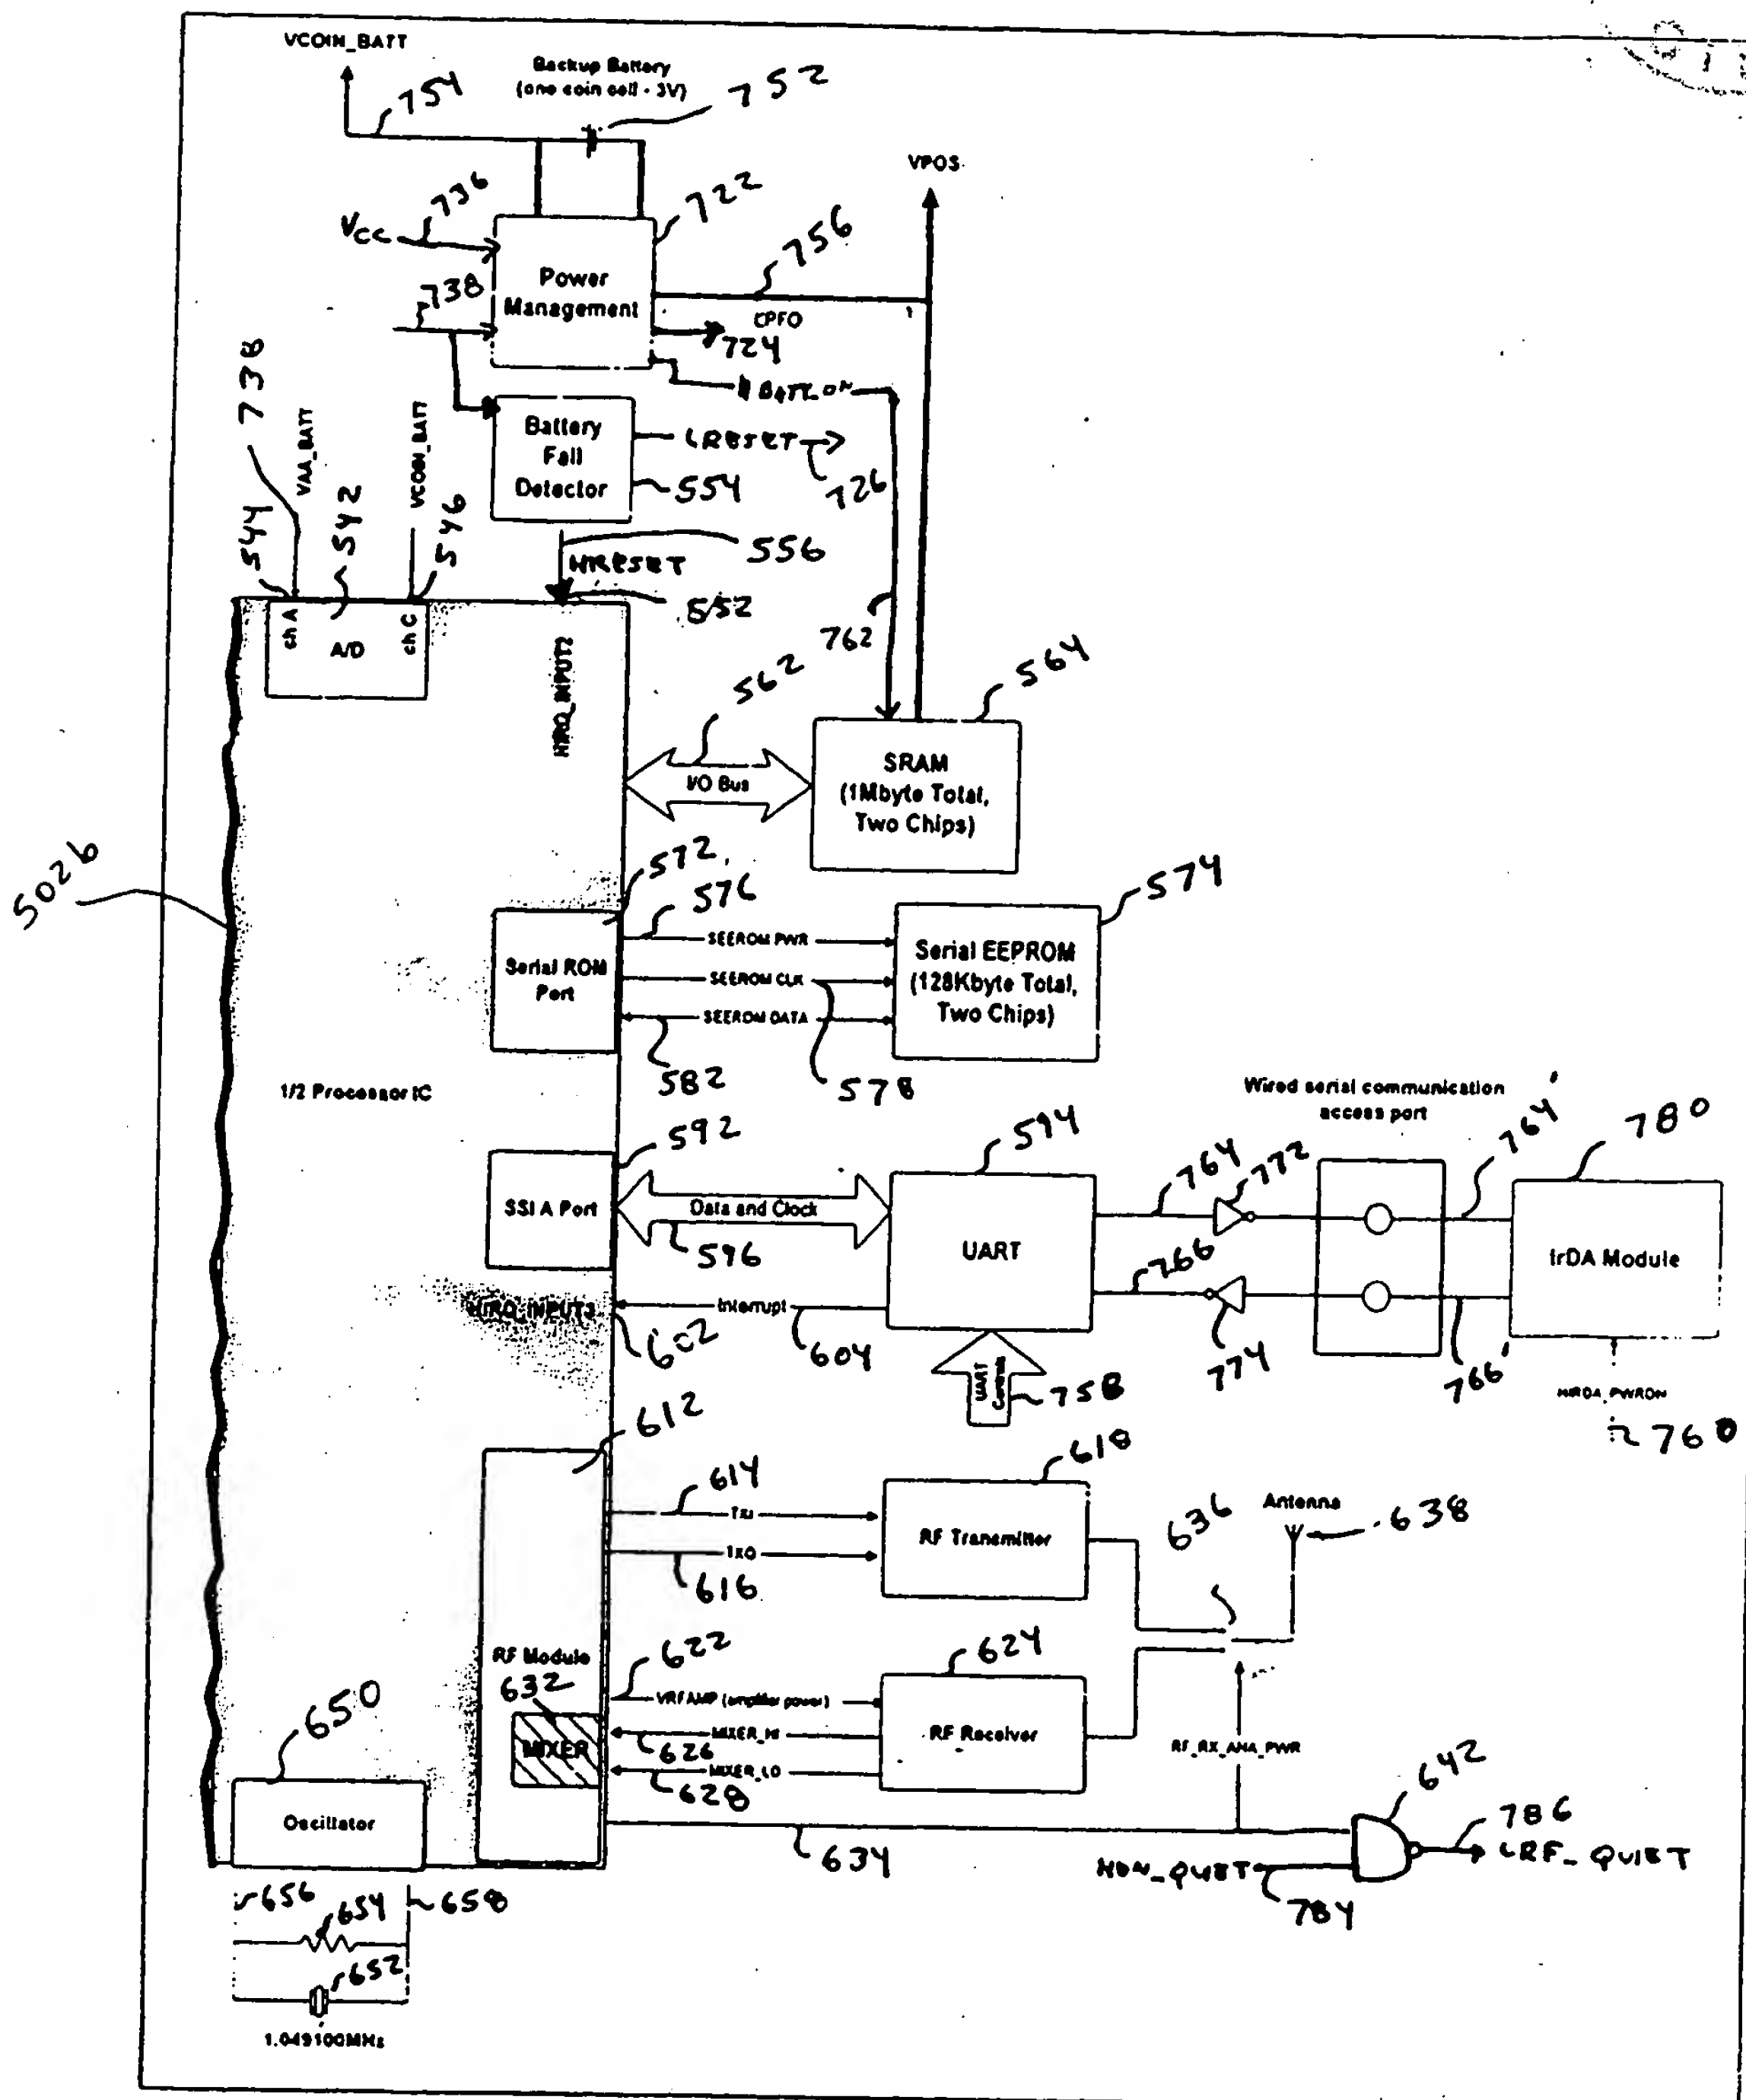 VCOIN_BATT
Backup Battery
(one coin cell - 3V)
752
754
VPOS
VCC
736
722
756
Power
Management
738
CPFO
724
BATT_ON
738
VAA_BATT
544
542
VCOIN_BATT
546
Battery
Fail
Detector
LRESET
726
554
556
HRESET
552
ch A
A/D
ch C
HIRQ_INPUT2
762
562
564
I/O Bus
SRAM
(1Mbyte Total,
Two Chips)
502b
572
576
574
Serial ROM
Port
SEEROM PWR
SEEROM CLK
SEEROM DATA
Serial EEPROM
(128Kbyte Total,
Two Chips)
582
578
1/2 Processor IC
Wired serial communication
access port
592
594
764
772
764'
780
SSI A Port
Data and Clock
596
UART
766
IrDA Module
HIRQ_INPUT3
Interrupt
602
604
774
766'
UART
Controls
758
HIRDA_PWRDN
760
612
614
618
TXI
TXQ
616
RF Transmitter
636
Antenna
638
RF Module
632
622
624
VRFAMP (amplifier power)
MIXER
MIXER_HI
626
MIXER_LO
628
RF Receiver
RF_RX_ANA_PWR
650
Oscillator
634
642
786
LRF_QUIET
784
656
654
658
652
1.049100MHz